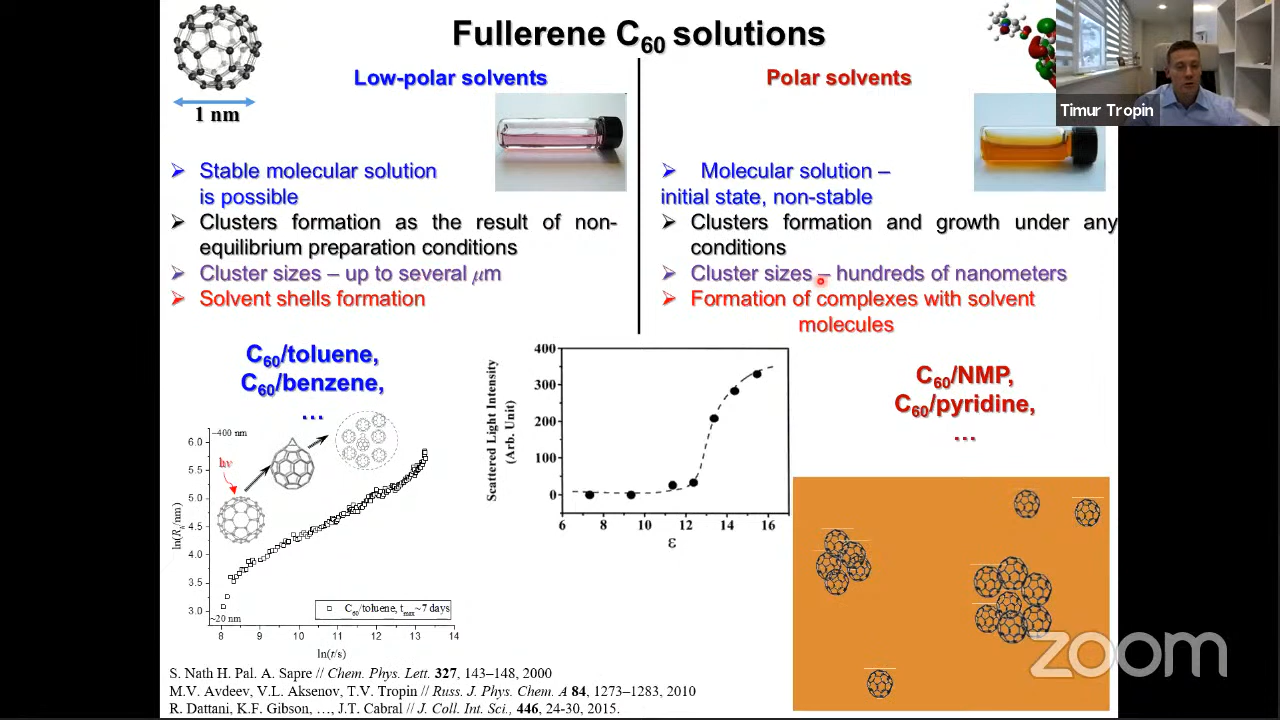 Fullerene C60 solutions
1 nm
Low-polar solvents
Polar solvents
Timur Tropin
➢ Stable molecular solution
is possible
➢ Clusters formation as the result of non-
equilibrium preparation conditions
➢ Cluster sizes – up to several μm
➢ Solvent shells formation
➢ Molecular solution –
initial state, non-stable
➢ Clusters formation and growth under any
conditions
➢ Cluster sizes – hundreds of nanometers
➢ Formation of complexes with solvent
molecules
C60/toluene,
C60/benzene,
…
~400 nm
hν
6.0
5.5
5.0
4.5
4.0
3.5
3.0
~20 nm
C60/toluene, tmax~7 days
8 9 10 11 12 13 14
ln(t/s)
Scattered Light Intensity
(Arb. Unit)
400
300
200
100
0
6 8 10 12 14 16
ε
C60/NMP,
C60/pyridine,
…
zoom
S. Nath H. Pal. A. Sapre // Chem. Phys. Lett. 327, 143–148, 2000
M.V. Avdeev, V.L. Aksenov, T.V. Tropin // Russ. J. Phys. Chem. A 84, 1273–1283, 2010
R. Dattani, K.F. Gibson, …, J.T. Cabral // J. Coll. Int. Sci., 446, 24-30, 2015.